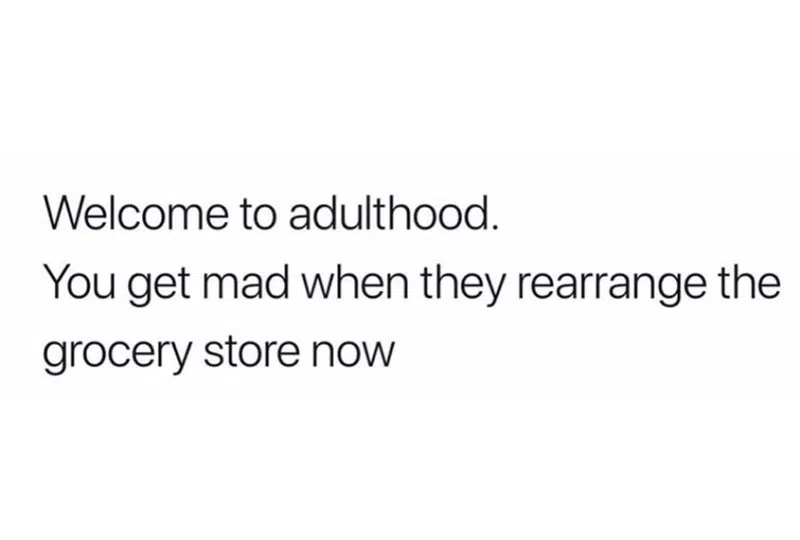 Welcome to adulthood.
You get mad when they rearrange the
grocery store now